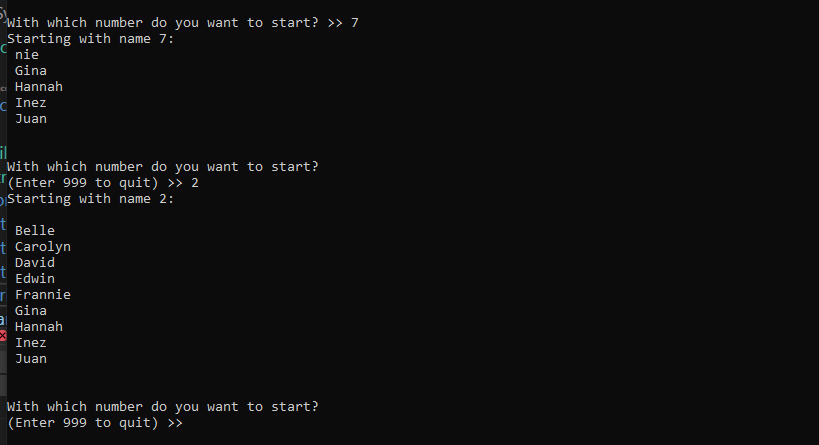 With which number do you want to start? >> 7
Starting with name 7:
nie
Gina
Hannah
Inez
Juan
With which number do you want to start?
(Enter 999 to quit) >> 2
Starting with name 2:
Belle
Carolyn
David
Edwin
Frannie
Gina
Hannah
Inez
Juan
With which number do you want to start?
(Enter 999 to quit) >>